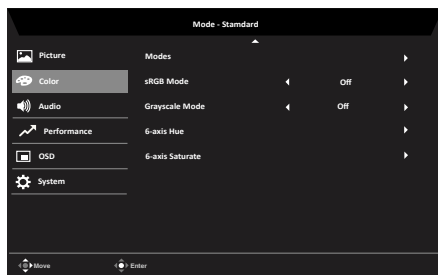 Mode - Stamdard
Picture
Modes
Color
sRGB Mode
Off
Audio
Grayscale Mode
Off
Performance
6-axis Hue
OSD
6-axis Saturate
System
Move
Enter